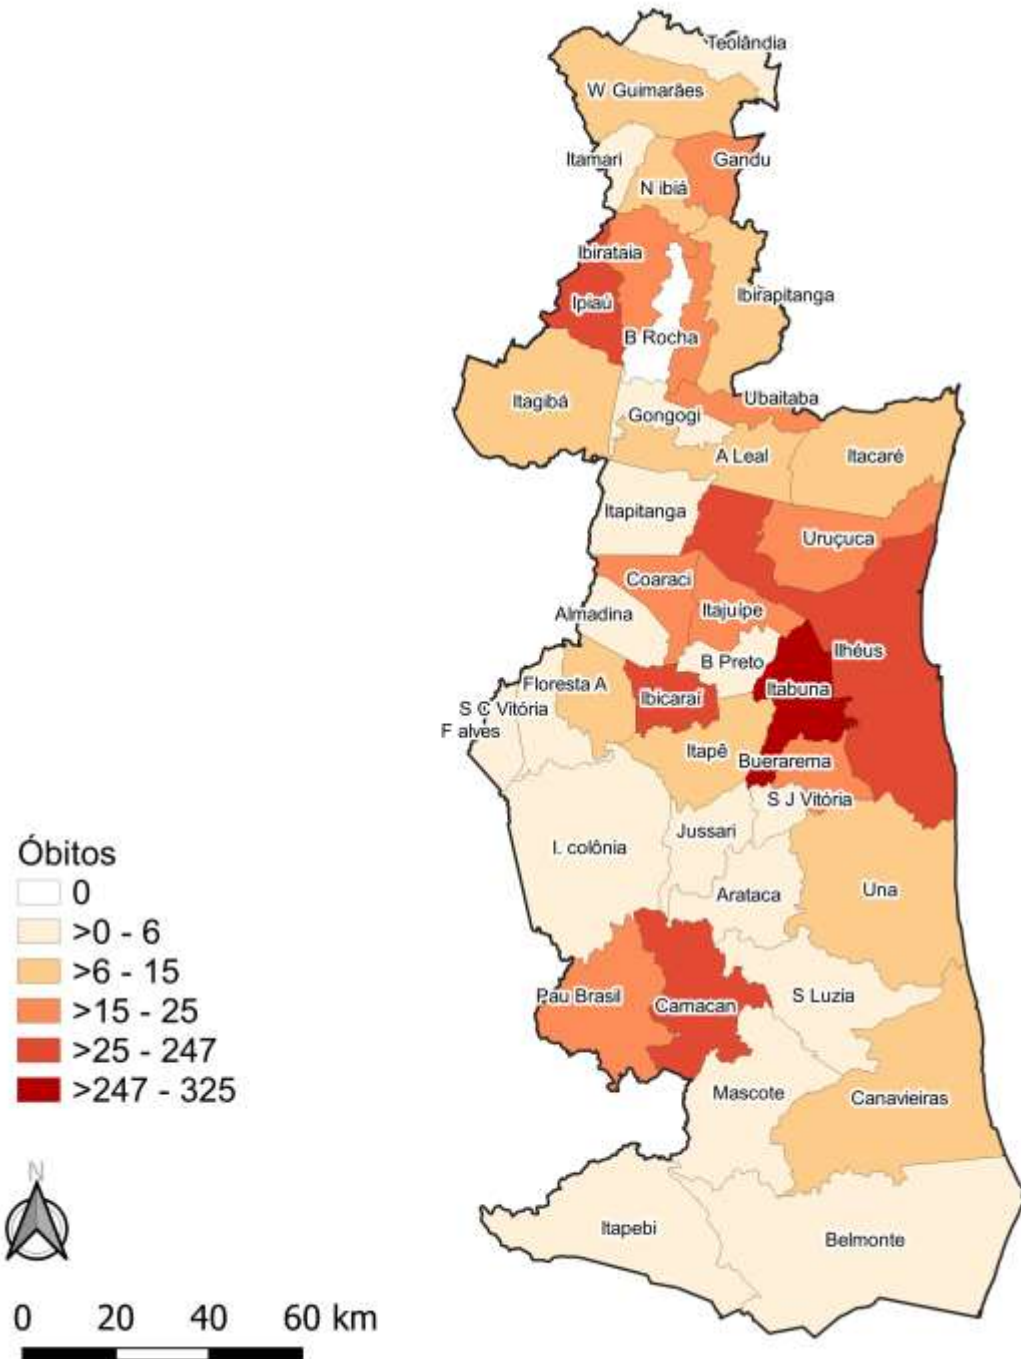 Teolândia
W Guimarães
Itamari
Gandu
N ibiá
Ibirataia
Ibirapitanga
Ipiaú
B Rocha
Itagibá
Ubaitaba
Gongogi
A Leal
Itacaré
Itapitanga
Uruçuca
Coaraci
Itajuípe
Almadina
Ilhéus
B Preto
Floresta A
Ibicaraí
Itabuna
S C Vitória
F alves
Itapê
Buerarema
S J Vitória
Jussari
I. colônia
Óbitos
0
>0 - 6
>6 - 15
>15 - 25
>25 - 247
>247 - 325
Arataca
Una
Pau Brasil
Camacan
S Luzia
Mascote
Canavieiras
N
Itapebi
Belmonte
0 20 40 60 km